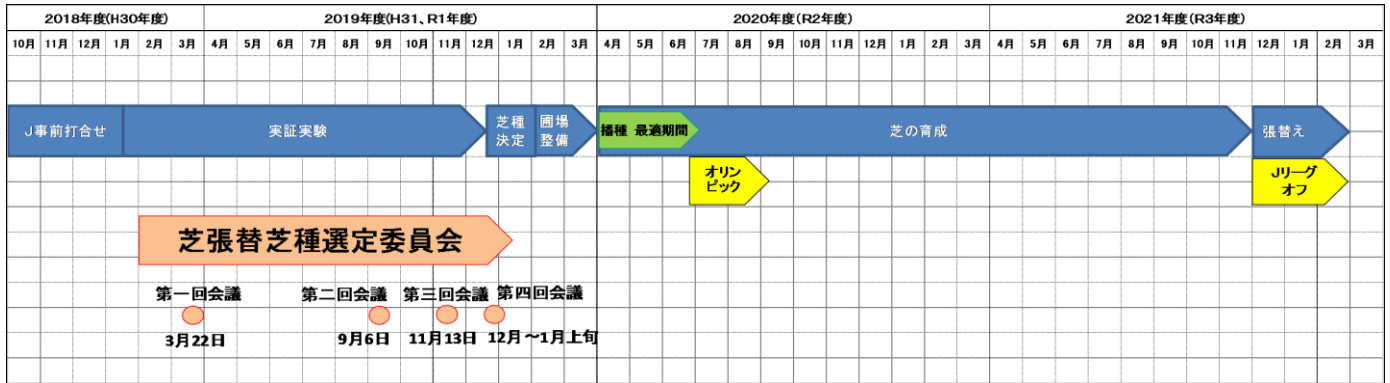 2018年度(H30年度) 2019年度(H31、R1年度) 2020年度(R2年度) 2021年度(R3年度)
10月 11月 12月 1月 2月 3月 4月 5月 6月 7月 8月 9月 10月 11月 12月 1月 2月 3月 4月 5月 6月 7月 8月 9月 10月 11月 12月 1月 2月 3月 4月 5月 6月 7月 8月 9月 10月 11月 12月 1月 2月 3月
J事前打合せ 実証実験 芝種 圃場 播種 最適期間 芝の育成 張替え
決定 整備
オリン Jリーグ
ピック オフ
芝張替芝種選定委員会
第一回会議 第二回会議 第三回会議 第四回会議
3月22日 9月6日 11月13日 12月~1月上旬